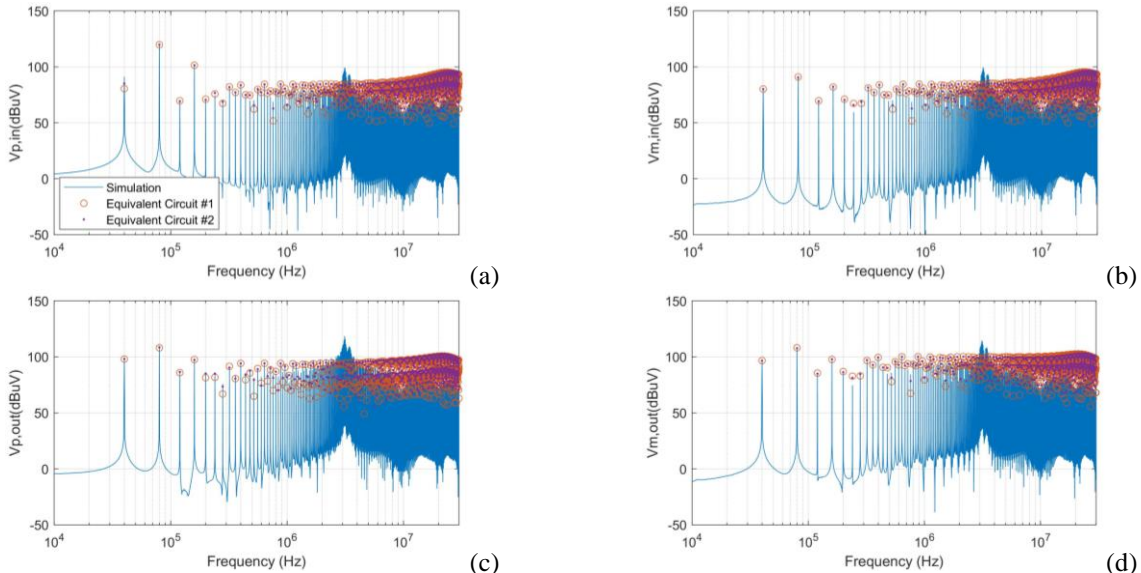 150
100
50
0
-50
Vp,in(dBuV)
Simulation
Equivalent Circuit #1
Equivalent Circuit #2
10^4
10^5
10^6
10^7
Frequency (Hz)
(a)
150
100
50
0
-50
Vm,in(dBuV)
10^4
10^5
10^6
10^7
Frequency (Hz)
(b)
150
100
50
0
-50
Vp,out(dBuV)
10^4
10^5
10^6
10^7
Frequency (Hz)
(c)
150
100
50
0
-50
Vm,out(dBuV)
10^4
10^5
10^6
10^7
Frequency (Hz)
(d)